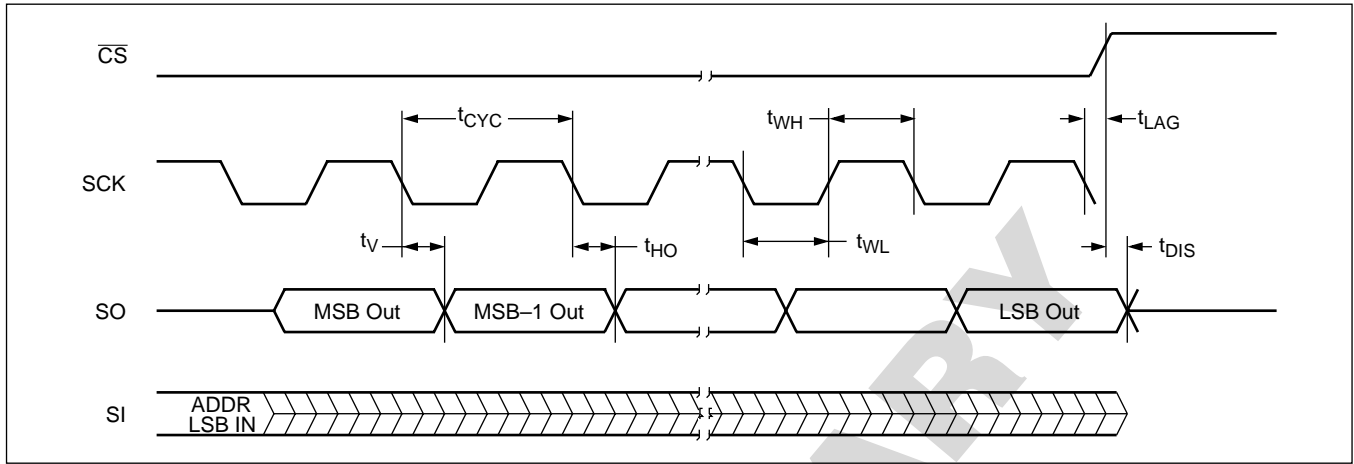 CS
tCYC
tWH
tLAG
SCK
tV
tHO
tWL
tDIS
SO
MSB Out
MSB–1 Out
LSB Out
SI
ADDR
LSB IN
ARY